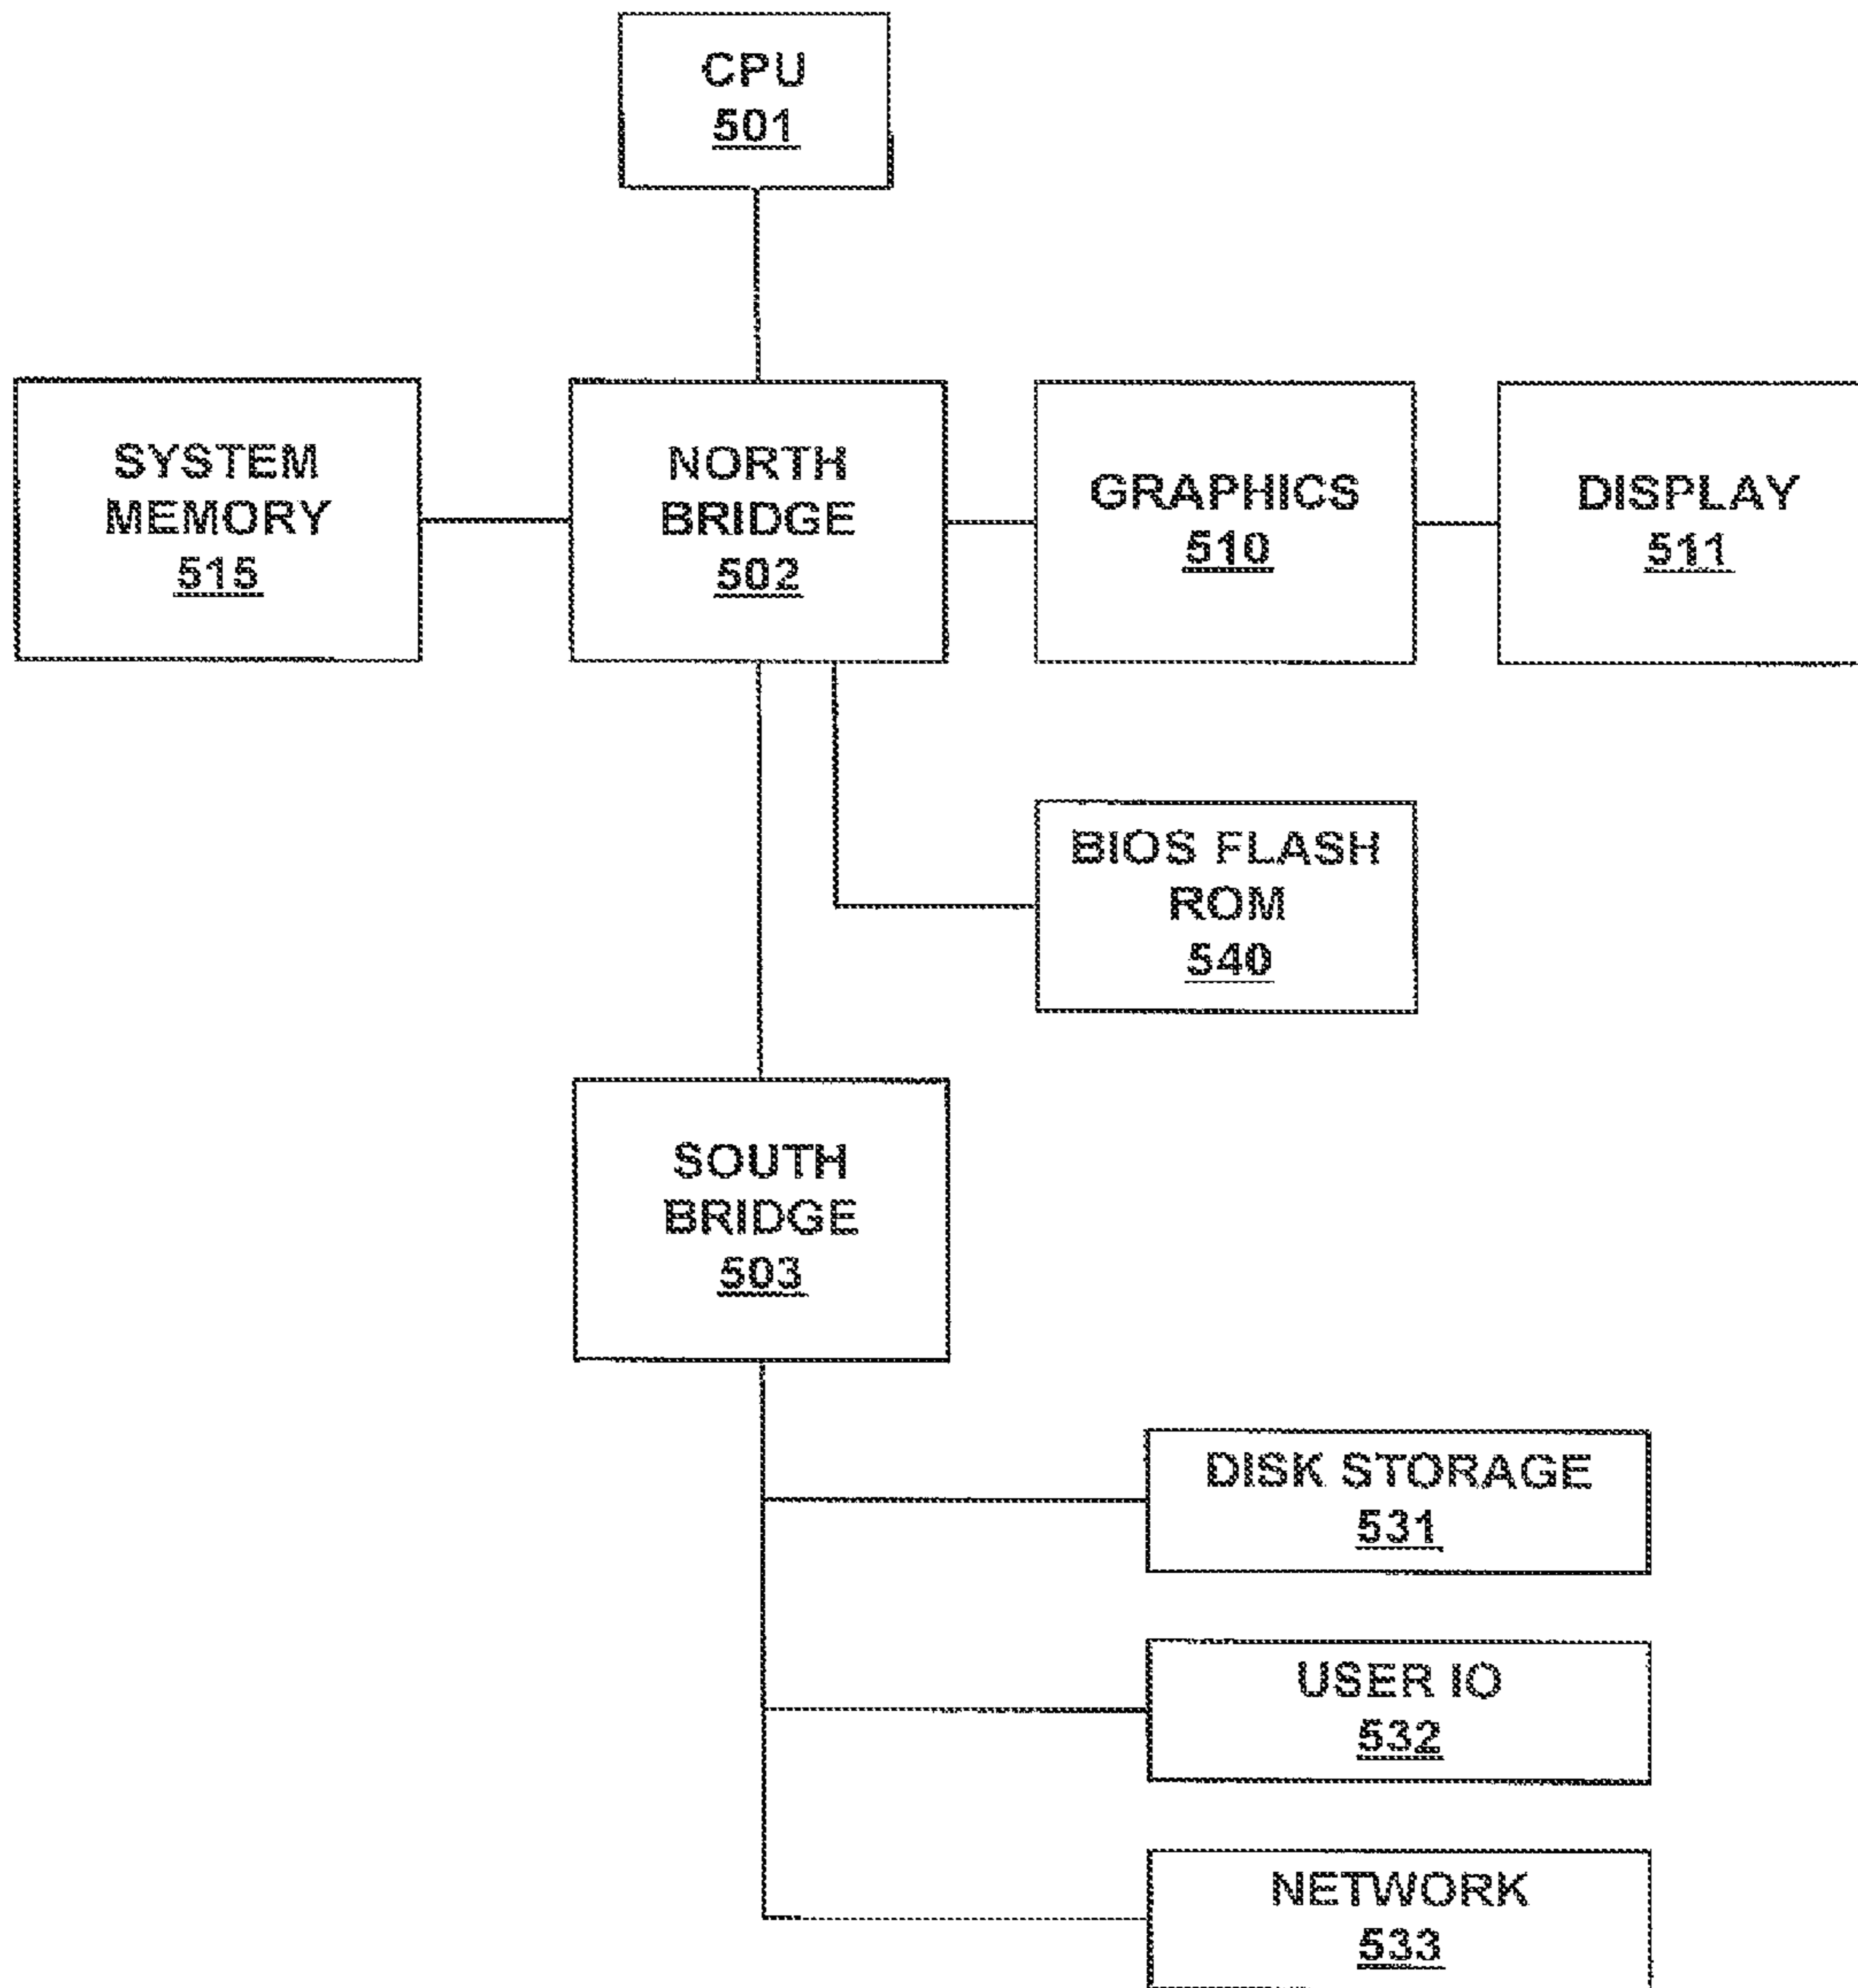 CPU
501
SYSTEM
MEMORY
515
NORTH
BRIDGE
502
GRAPHICS
510
DISPLAY
511
BIOS FLASH
ROM
540
SOUTH
BRIDGE
503
DISK STORAGE
531
USER IO
532
NETWORK
533